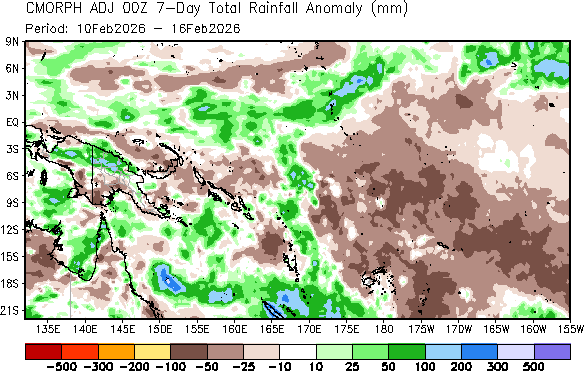 CMORPH ADJ 00Z 7-Day Total Rainfall Anomaly (mm)
Period: 10Feb2026 - 16Feb2026
9N
6N
3N
EQ
3S
6S
9S
12S
15S
18S
21S
135E 140E 145E 150E 155E 160E 165E 170E 175E 180 175W 170W 165W 160W 155W
-500 -300 -200 -100 -50 -25 -10 10 25 50 100 200 300 500